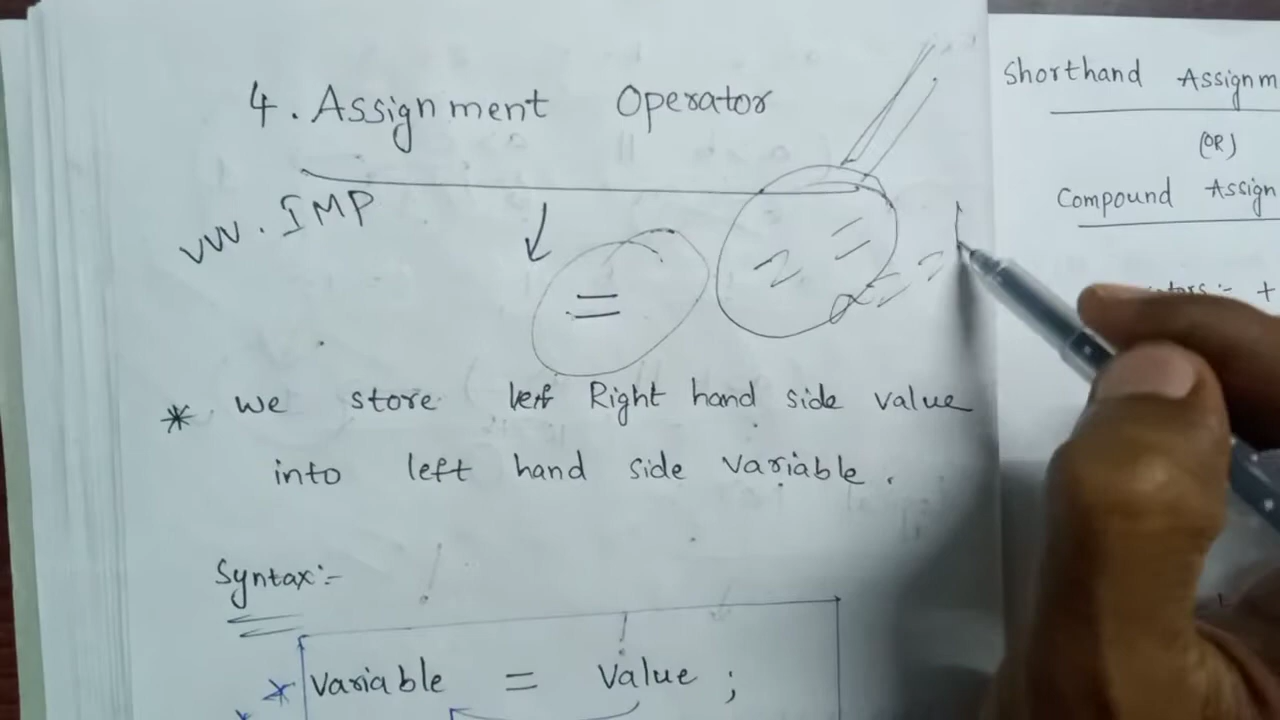 4. Assignment Operator
VVV. IMP
=
= =
* We store Right hand side value
into left hand side variable.
Syntax:-
* Variable = Value ;
Shorthand Assignm
(OR)
Compound Assign
+